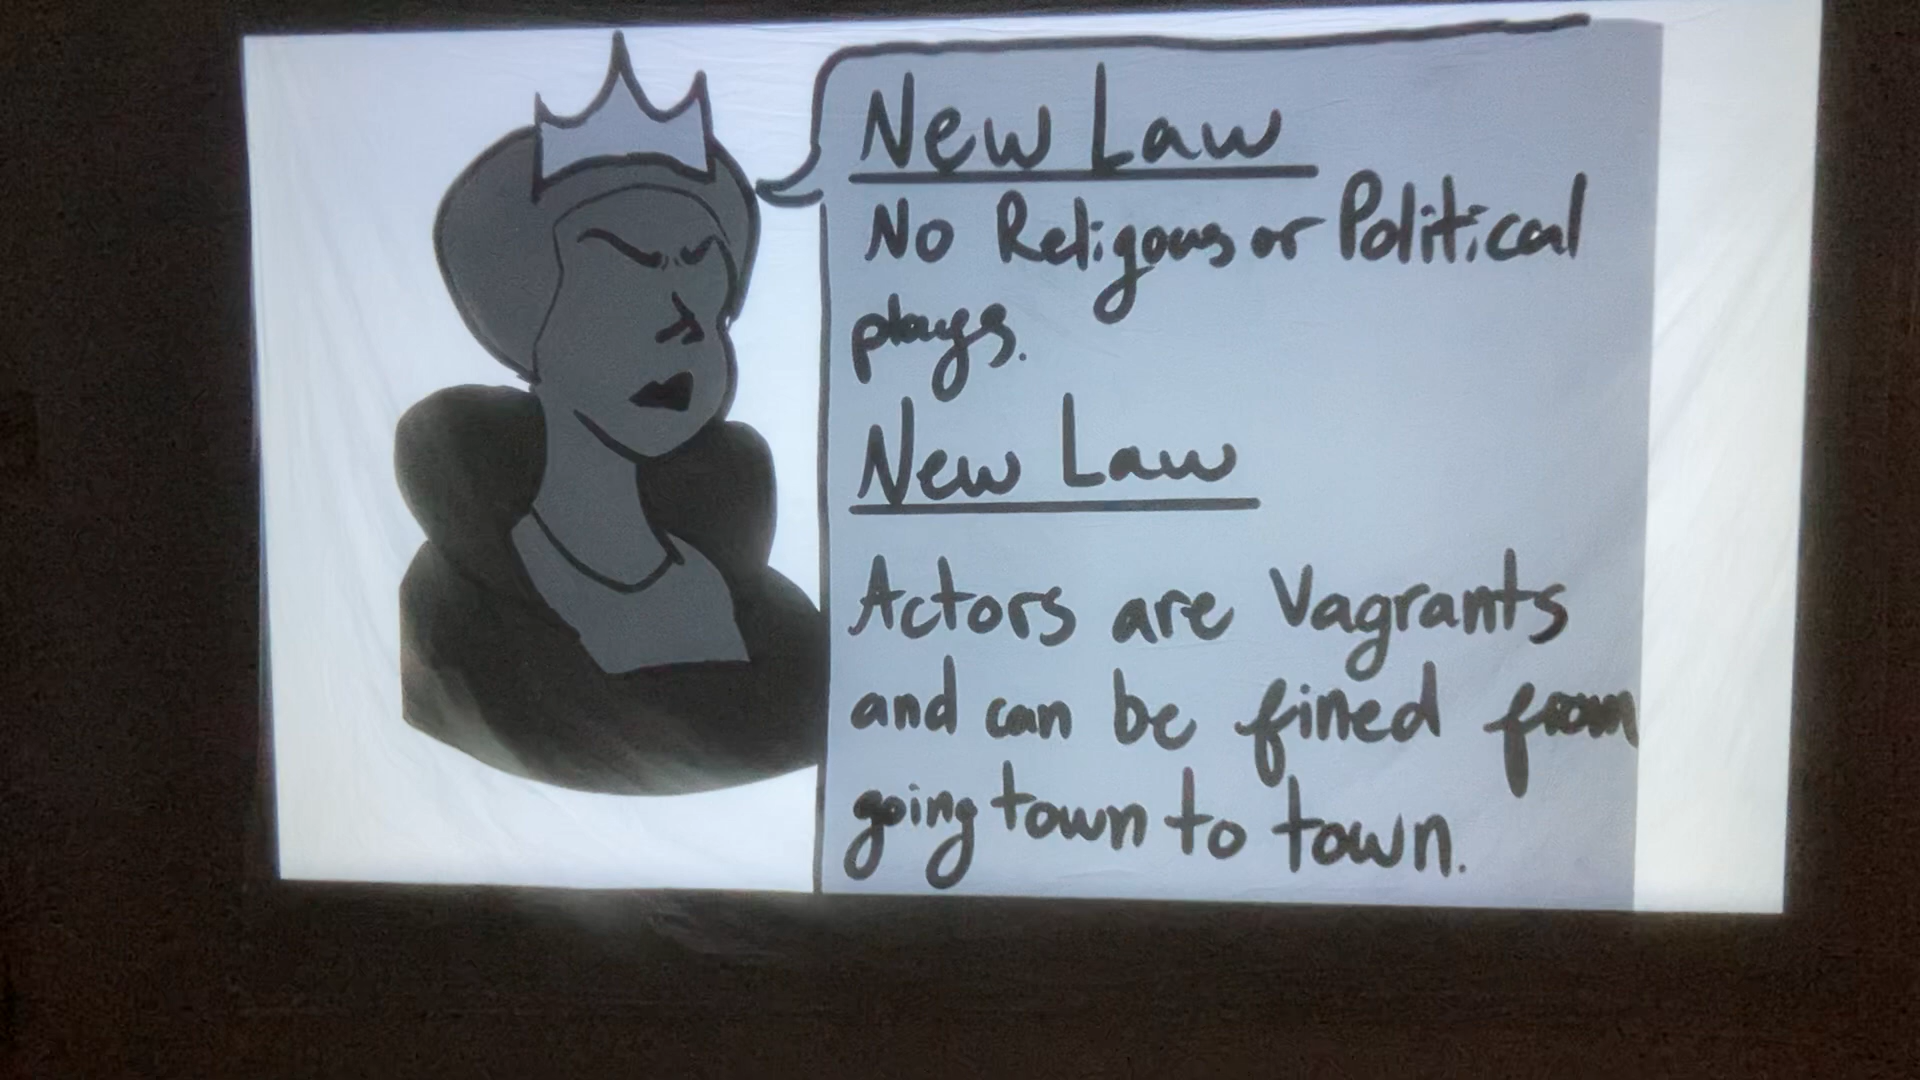 New Law
No Religous or Political
plays.
New Law
Actors are Vagrants
and can be fined from
going town to town.